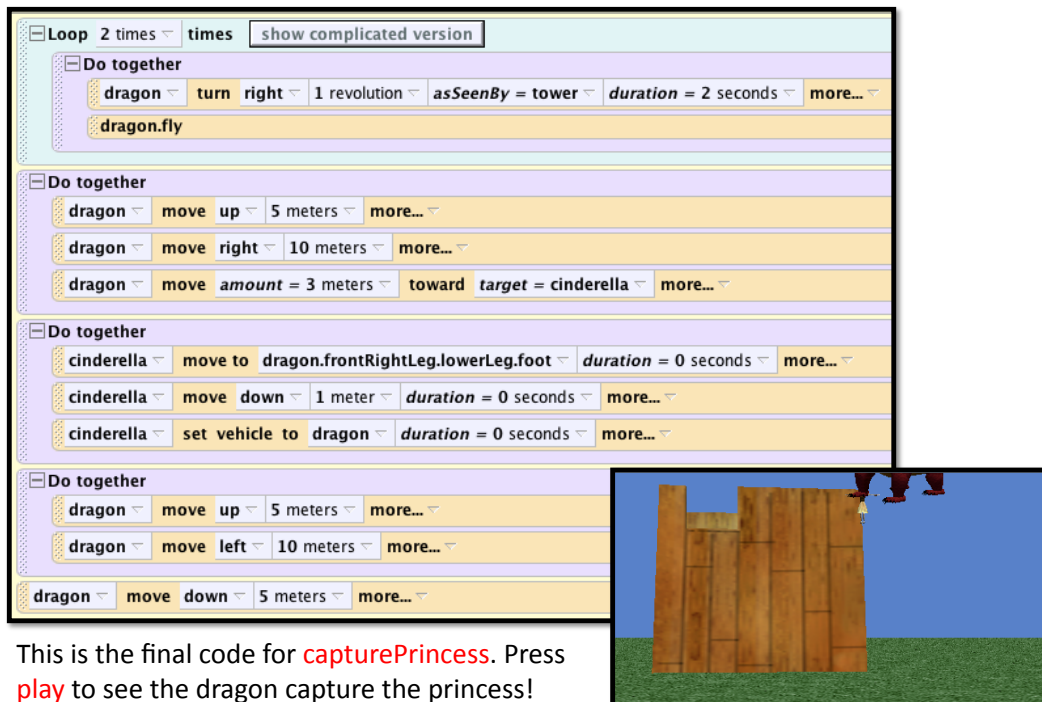 Loop 2 times times show complicated version
Do together
dragon turn right 1 revolution asSeenBy = tower duration = 2 seconds more...
dragon.fly
Do together
dragon move up 5 meters more...
dragon move right 10 meters more...
dragon move amount = 3 meters toward target = cinderella more...
Do together
cinderella move to dragon.frontRightLeg.lowerLeg.foot duration = 0 seconds more...
cinderella move down 1 meter duration = 0 seconds more...
cinderella set vehicle to dragon duration = 0 seconds more...
Do together
dragon move up 5 meters more...
dragon move left 10 meters more...
dragon move down 5 meters more...
This is the final code for capturePrincess. Press
play to see the dragon capture the princess!